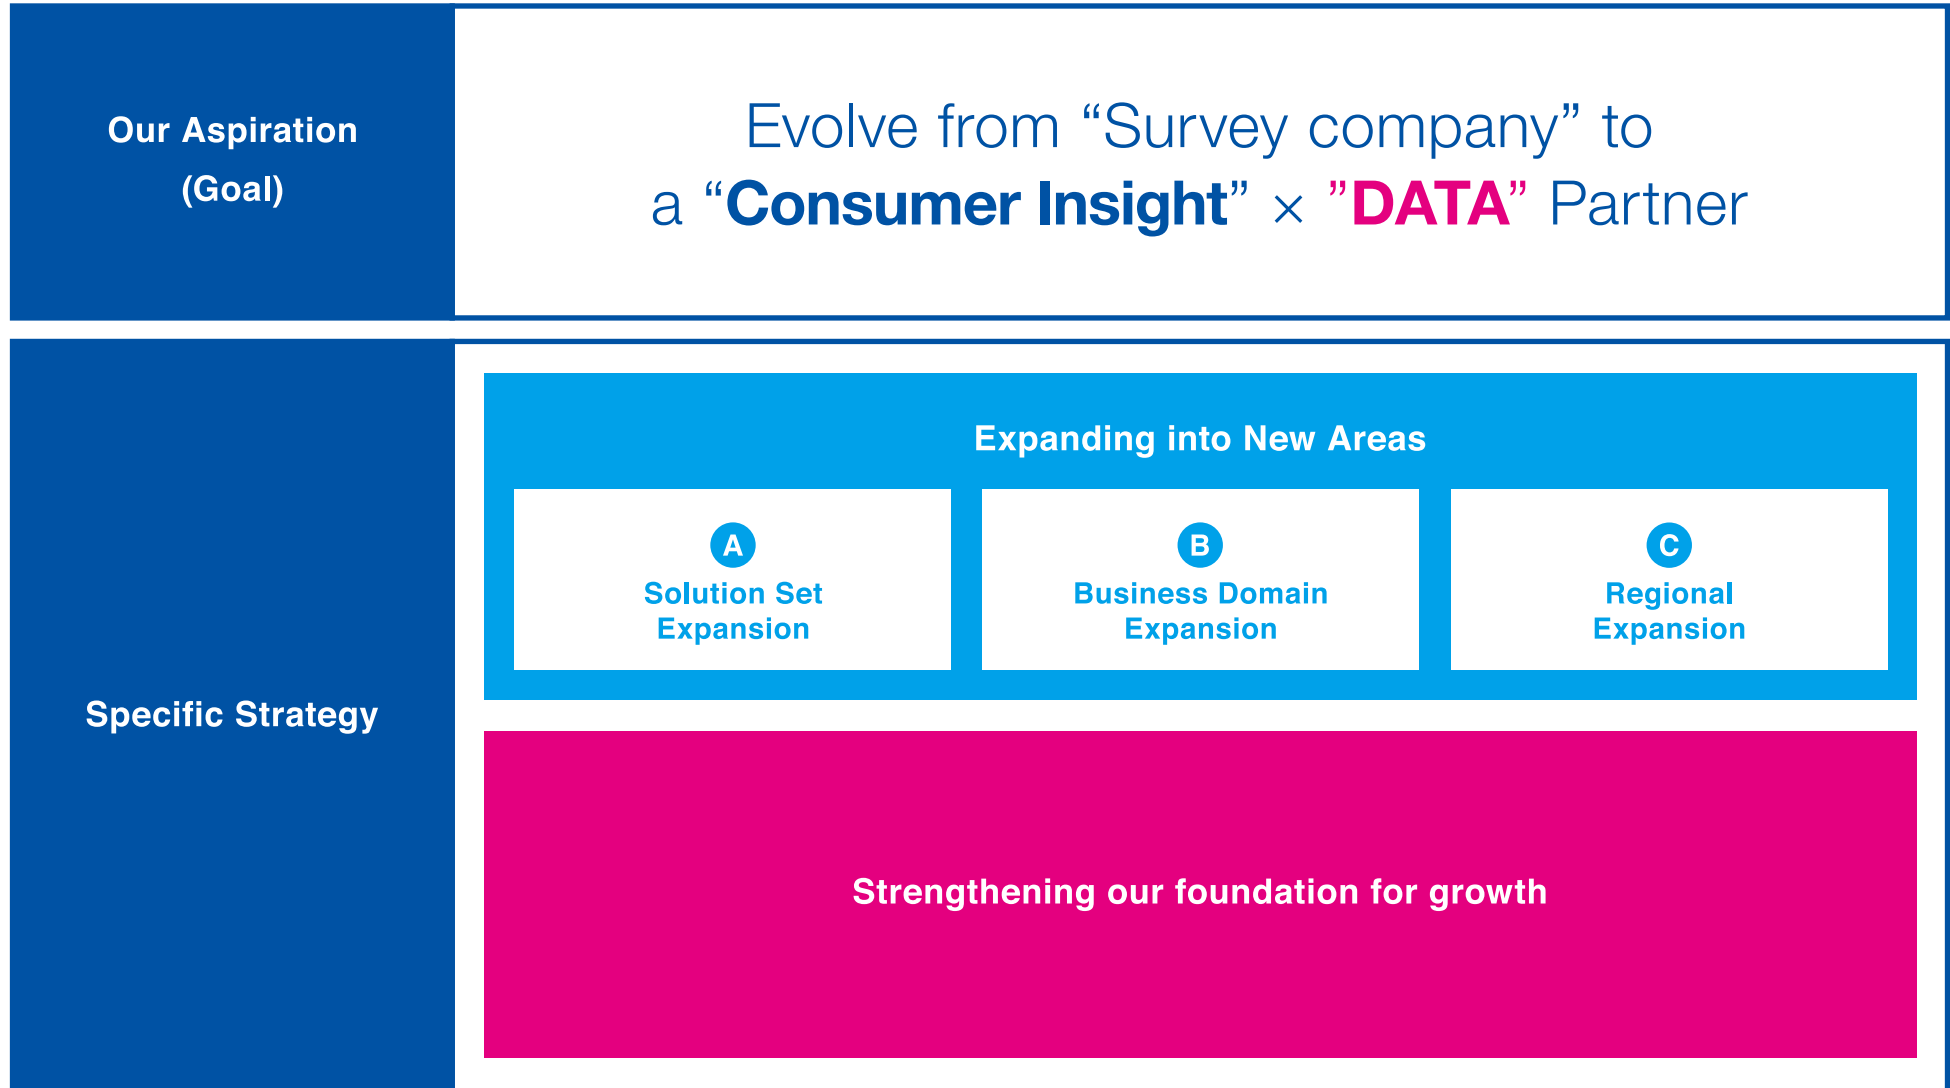 Our Aspiration
(Goal)
Evolve from “Survey company” to
a “Consumer Insight” × ”DATA” Partner
Specific Strategy
Expanding into New Areas
A
Solution Set
Expansion
B
Business Domain
Expansion
C
Regional
Expansion
Strengthening our foundation for growth